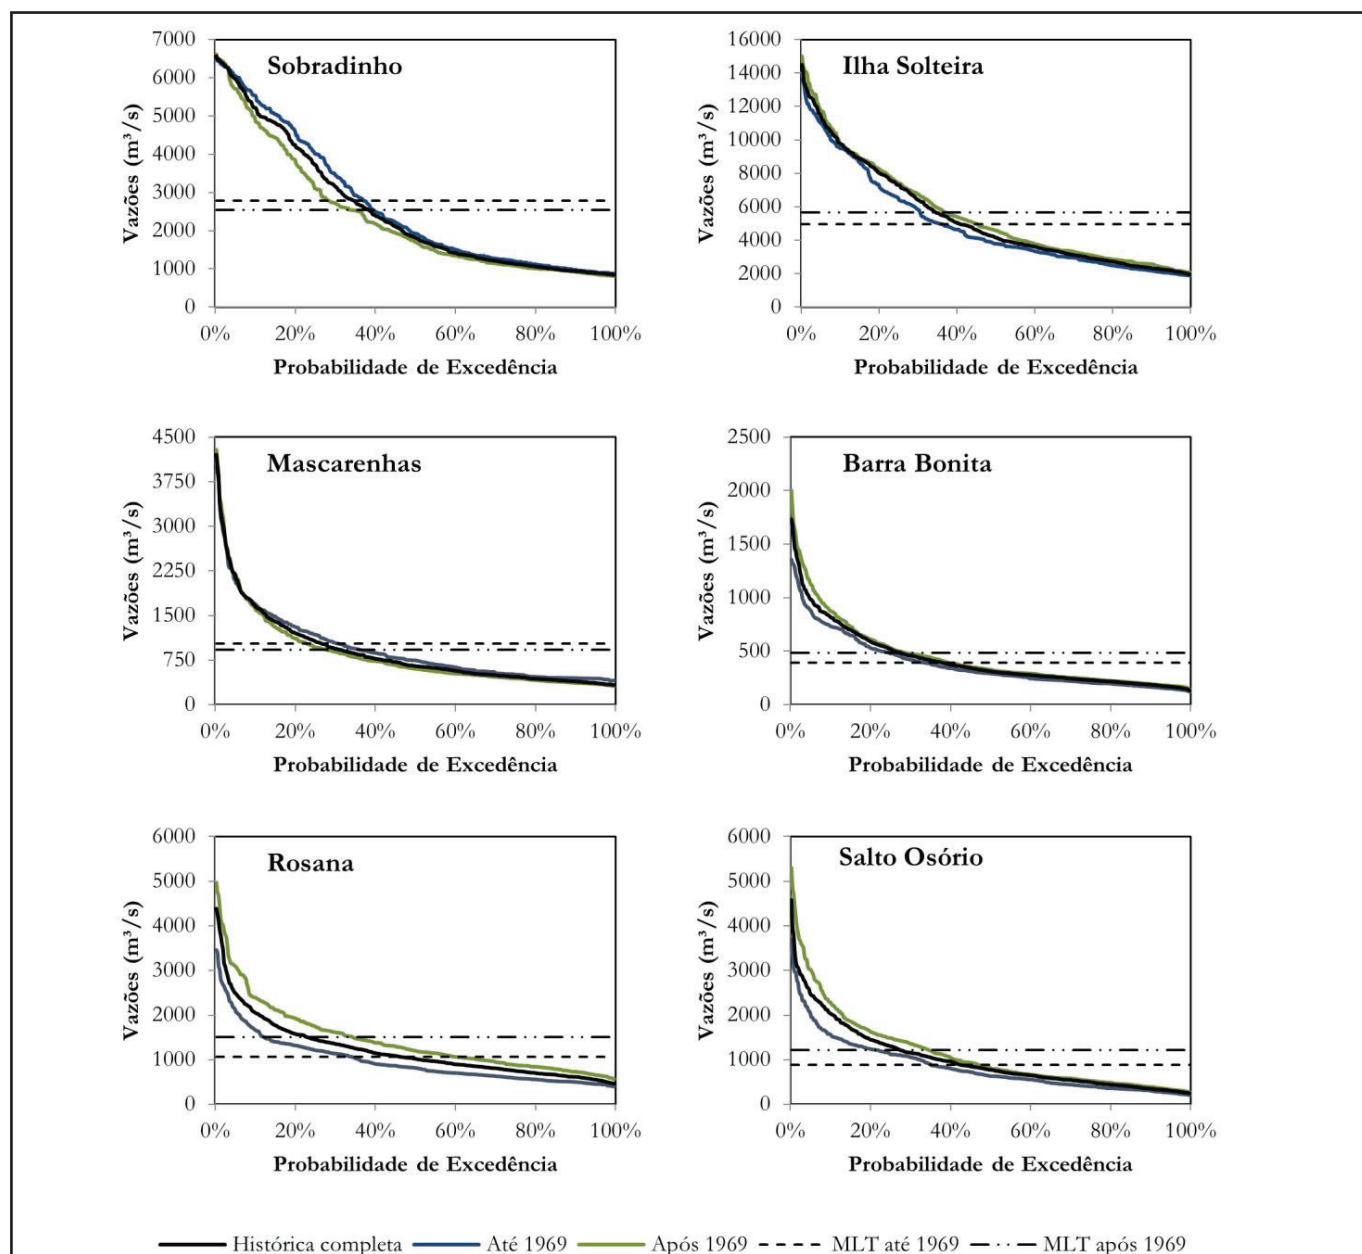 Sobradinho
Vazões (m³/s)
7000
6000
5000
4000
3000
2000
1000
0
0% 20% 40% 60% 80% 100%
Probabilidade de Excedência
Ilha Solteira
Vazões (m³/s)
16000
14000
12000
10000
8000
6000
4000
2000
0
0% 20% 40% 60% 80% 100%
Probabilidade de Excedência
Mascarenhas
Vazões (m³/s)
4500
3750
3000
2250
1500
750
0
0% 20% 40% 60% 80% 100%
Probabilidade de Excedência
Barra Bonita
Vazões (m³/s)
2500
2000
1500
1000
500
0
0% 20% 40% 60% 80% 100%
Probabilidade de Excedência
Rosana
Vazões (m³/s)
6000
5000
4000
3000
2000
1000
0
0% 20% 40% 60% 80% 100%
Probabilidade de Excedência
Salto Osório
Vazões (m³/s)
6000
5000
4000
3000
2000
1000
0
0% 20% 40% 60% 80% 100%
Probabilidade de Excedência
Histórica completa Até 1969 Após 1969 MLT até 1969 MLT após 1969